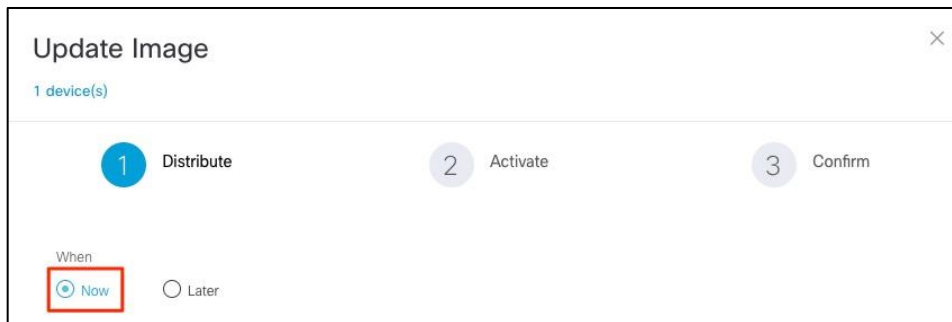 Update Image
1 device(s)
1 Distribute 2 Activate 3 Confirm
When
Now Later